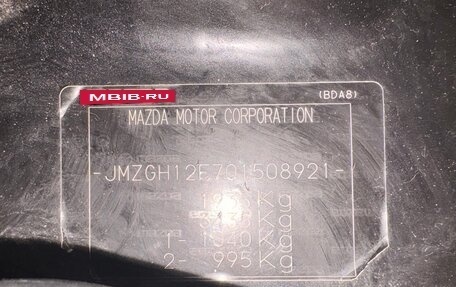 MBIB-RU
(BDA8)
MAZDA MOTOR CORPORATION
-JMZGH12F701508921-
Kg
Kg
1- 1040 Kg
2- 995 Kg